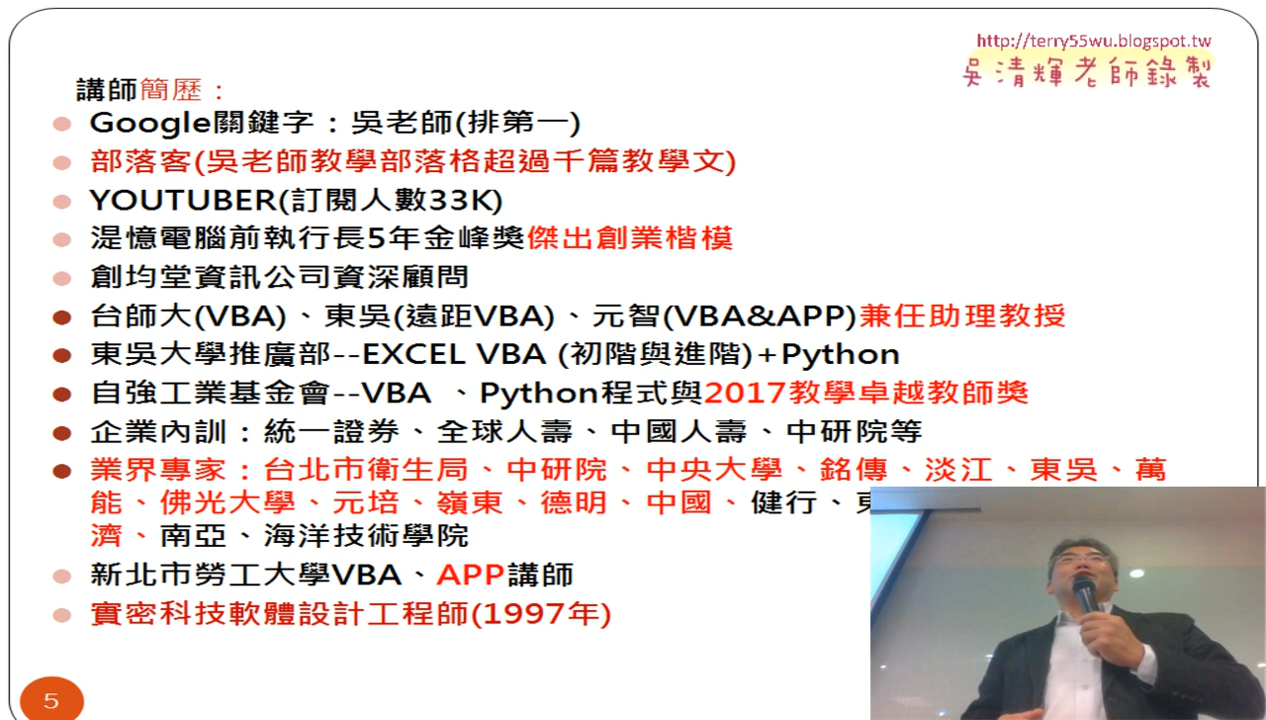 http://terry55wu.blogspot.tw
吳清輝老師錄製
講師簡歷：
Google關鍵字：吳老師(排第一)
部落客(吳老師教學部落格超過千篇教學文)
YOUTUBER(訂閱人數33K)
湜憶電腦前執行長5年金峰獎傑出創業楷模
創均堂資訊公司資深顧問
台師大(VBA)、東吳(遠距VBA)、元智(VBA&APP)兼任助理教授
東吳大學推廣部--EXCEL VBA (初階與進階)+Python
自強工業基金會--VBA 、Python程式與2017教學卓越教師獎
企業內訓：統一證券、全球人壽、中國人壽、中研院等
業界專家：台北市衛生局、中研院、中央大學、銘傳、淡江、東吳、萬
能、佛光大學、元培、嶺東、德明、中國、健行、
濟、南亞、海洋技術學院
新北市勞工大學VBA、APP講師
實密科技軟體設計工程師(1997年)
5